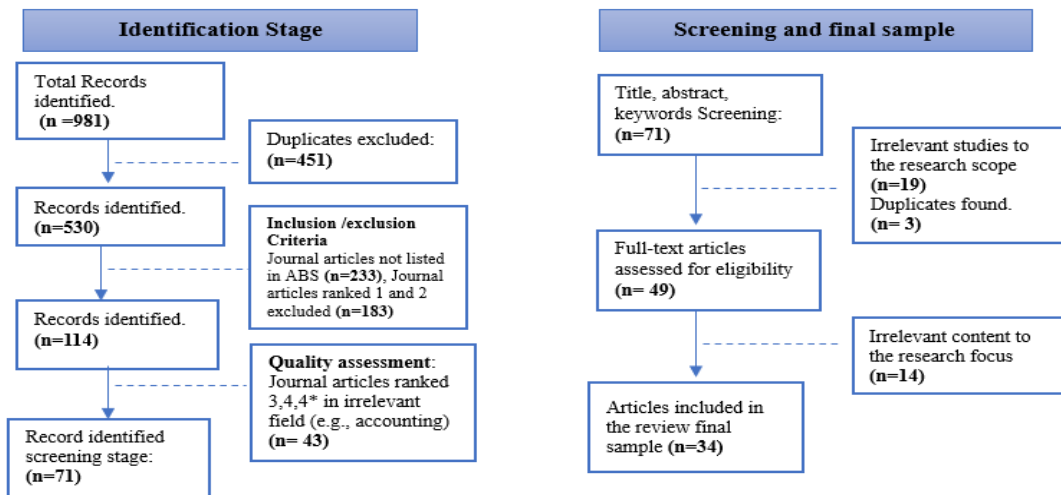 Identification Stage
Total Records
identified.
(n =981)
Duplicates excluded:
(n=451)
Records identified.
(n=530)
Inclusion /exclusion
Criteria
Journal articles not listed
in ABS (n=233), Journal
articles ranked 1 and 2
excluded (n=183)
Records identified.
(n=114)
Quality assessment:
Journal articles ranked
3,4,4* in irrelevant
field (e.g., accounting)
(n= 43)
Record identified
screening stage:
(n=71)
Screening and final sample
Title, abstract,
keywords Screening:
(n=71)
Irrelevant studies to
the research scope
(n=19)
Duplicates found.
(n= 3)
Full-text articles
assessed for eligibility
(n= 49)
Irrelevant content to
the research focus
(n=14)
Articles included in
the review final
sample (n=34)